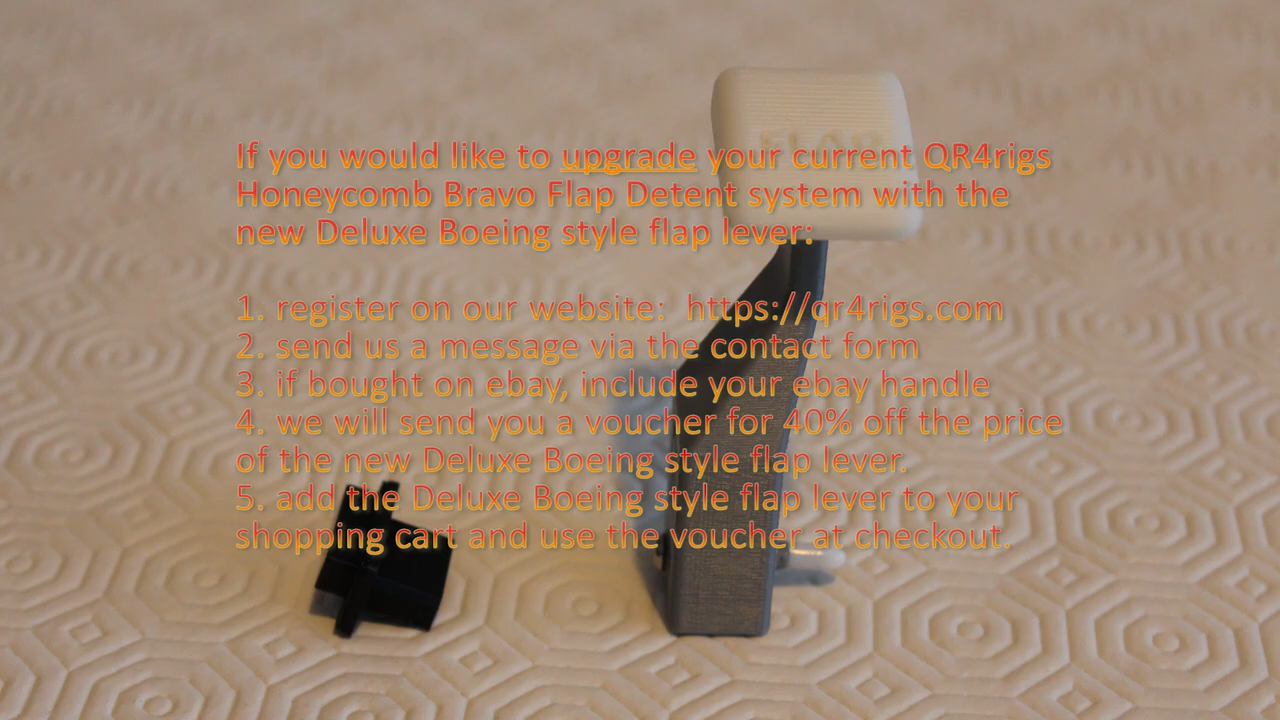 If you would like to upgrade your current QR4rigs
Honeycomb Bravo Flap Detent system with the
new Deluxe Boeing style flap lever:
1. register on our website:  https://qr4rigs.com
2. send us a message via the contact form
3. if bought on ebay, include your ebay handle
4. we will send you a voucher for 40% off the price
of the new Deluxe Boeing style flap lever.
5. add the Deluxe Boeing style flap lever to your
shopping cart and use the voucher at checkout.